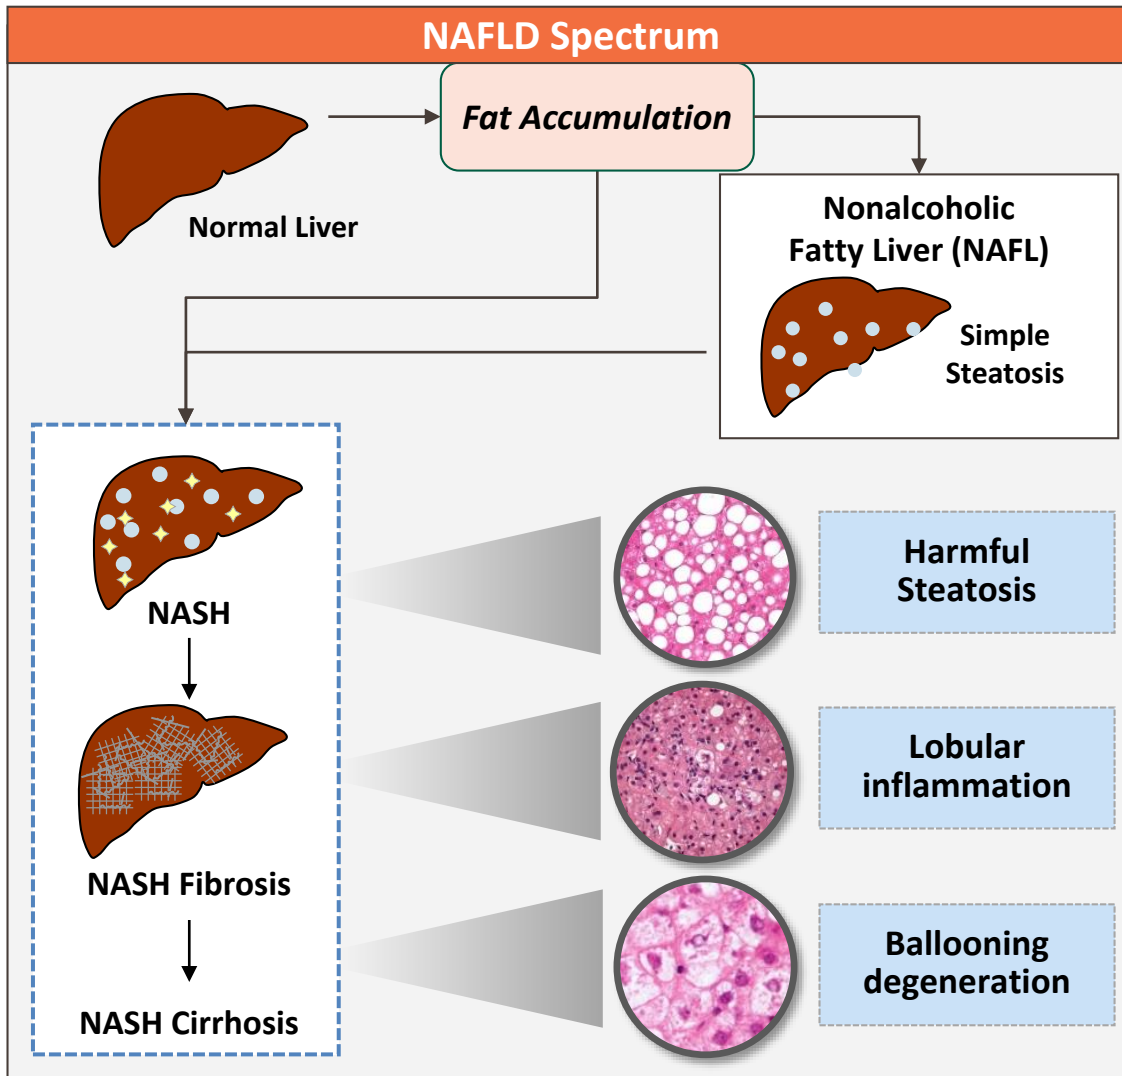 NAFLD Spectrum
Fat Accumulation
Normal Liver
Nonalcoholic
Fatty Liver (NAFL)
Simple
Steatosis
NASH
NASH Fibrosis
NASH Cirrhosis
Harmful
Steatosis
Lobular
inflammation
Ballooning
degeneration